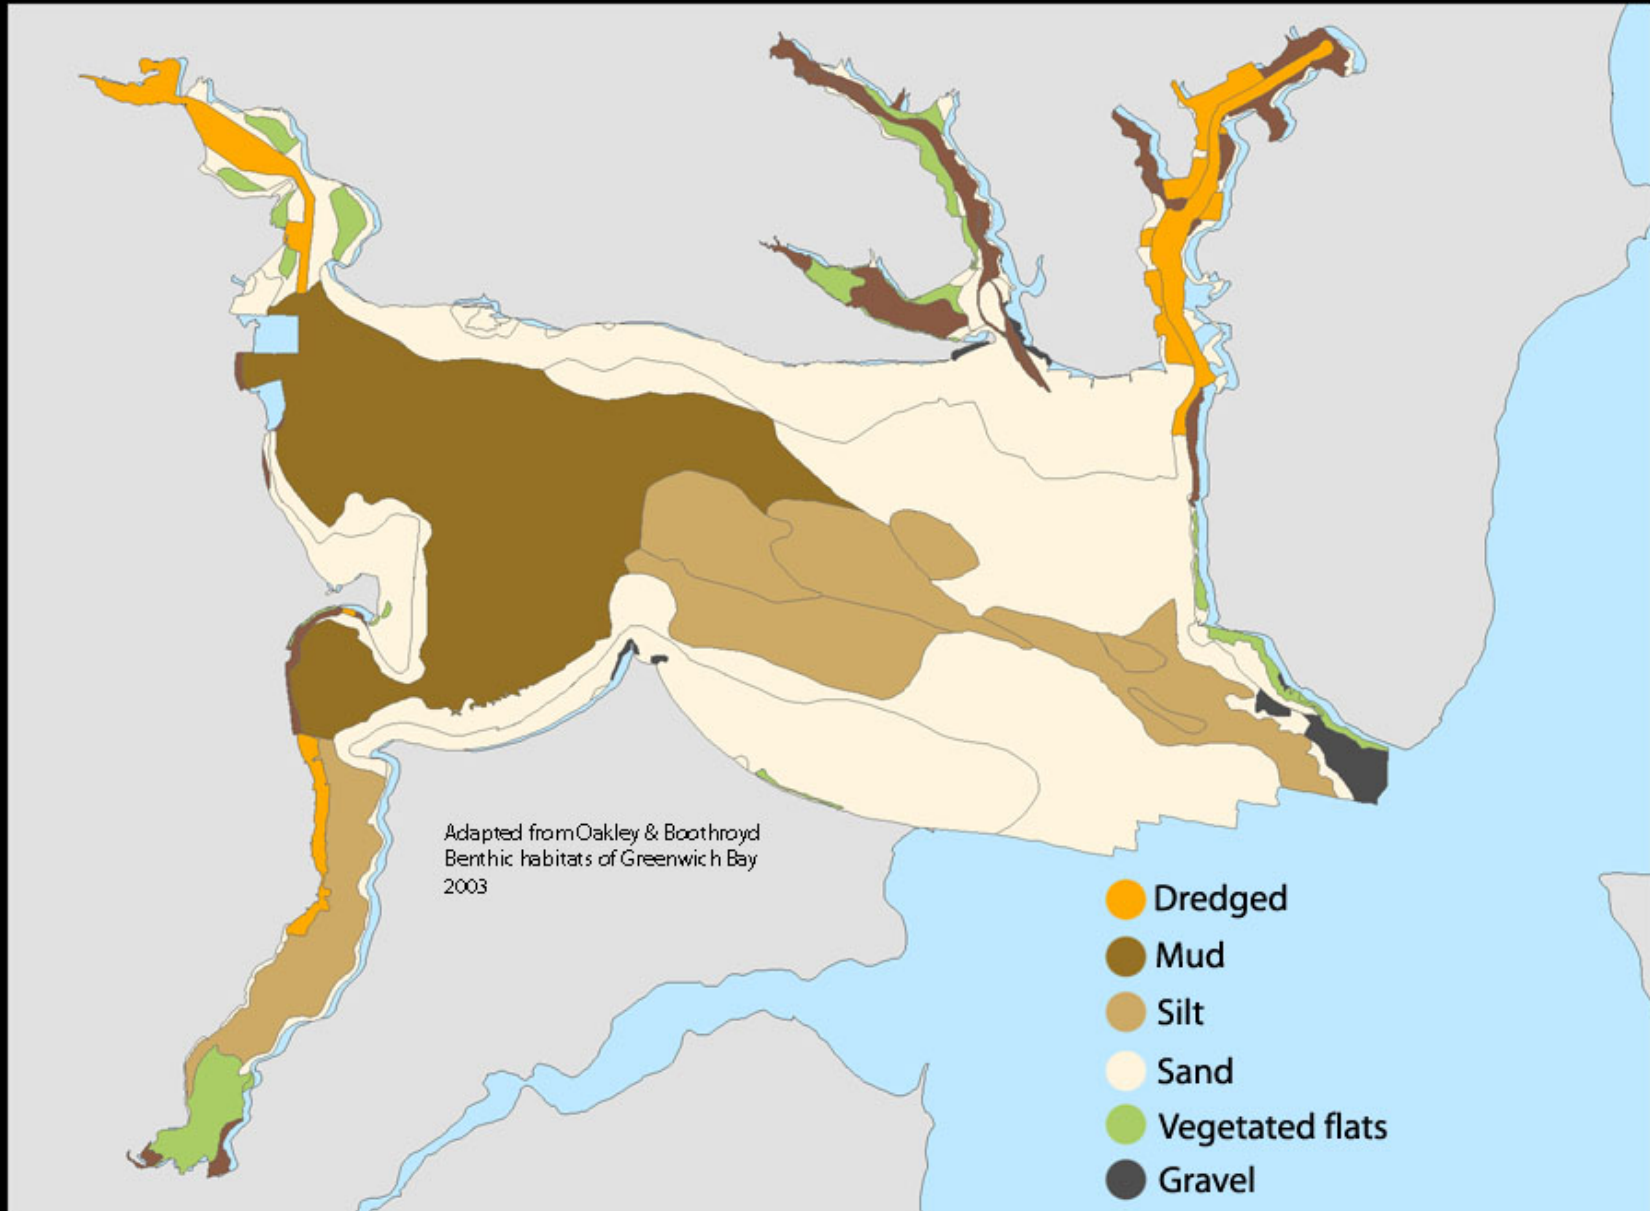 Adapted from Oakley & Boothroyd
Benthic habitats of Greenwich Bay
2003
Dredged
Mud
Silt
Sand
Vegetated flats
Gravel